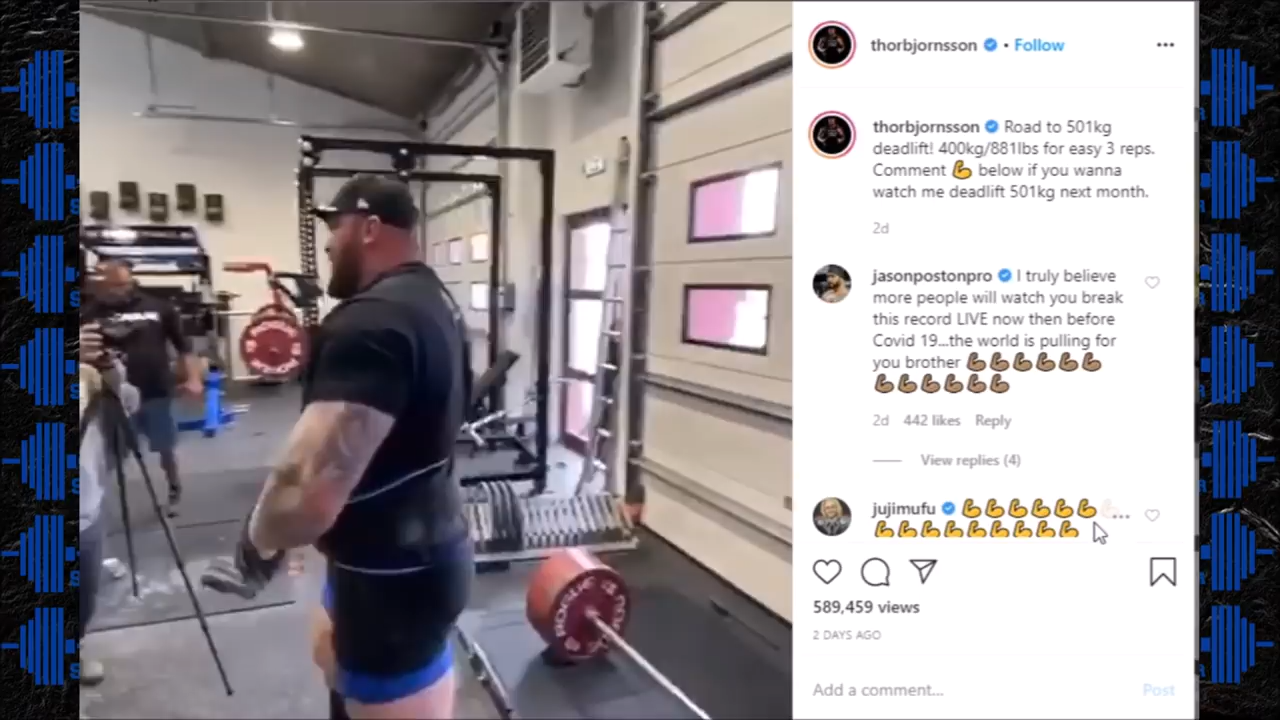 thorbjornsson • Follow
thorbjornsson Road to 501kg
deadlift! 400kg/881lbs for easy 3 reps.
Comment 💪 below if you wanna
watch me deadlift 501kg next month.
2d
jasonpostonpro I truly believe
more people will watch you break
this record LIVE now then before
Covid 19...the world is pulling for
you brother 💪🏽💪🏽💪🏽💪🏽💪🏽💪🏽
💪🏽💪🏽💪🏽💪🏽💪🏽💪🏽
2d 442 likes Reply
View replies (4)
jujimufu 💪💪💪💪💪💪
💪💪💪💪💪💪💪💪💪
589,459 views
2 DAYS AGO
Add a comment... Post
ROGUE